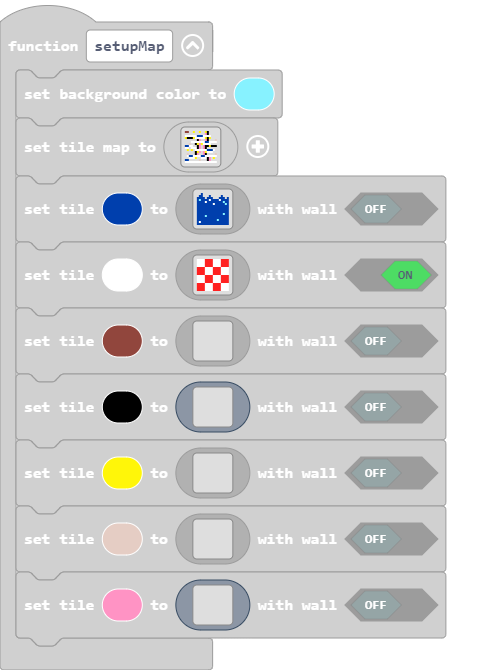 function setupMap
set background color to
set tile map to
set tile to with wall OFF
set tile to with wall ON
set tile to with wall OFF
set tile to with wall OFF
set tile to with wall OFF
set tile to with wall OFF
set tile to with wall OFF